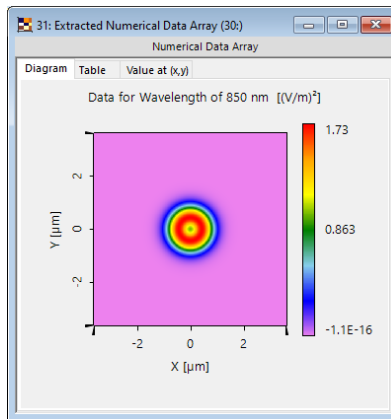 31: Extracted Numerical Data Array (30:)
Numerical Data Array
Diagram Table Value at (x,y)
Data for Wavelength of 850 nm [(V/m)²]
1.73
0.863
-1.1E-16
Y [µm]
2
0
-2
-2 0 2
X [µm]